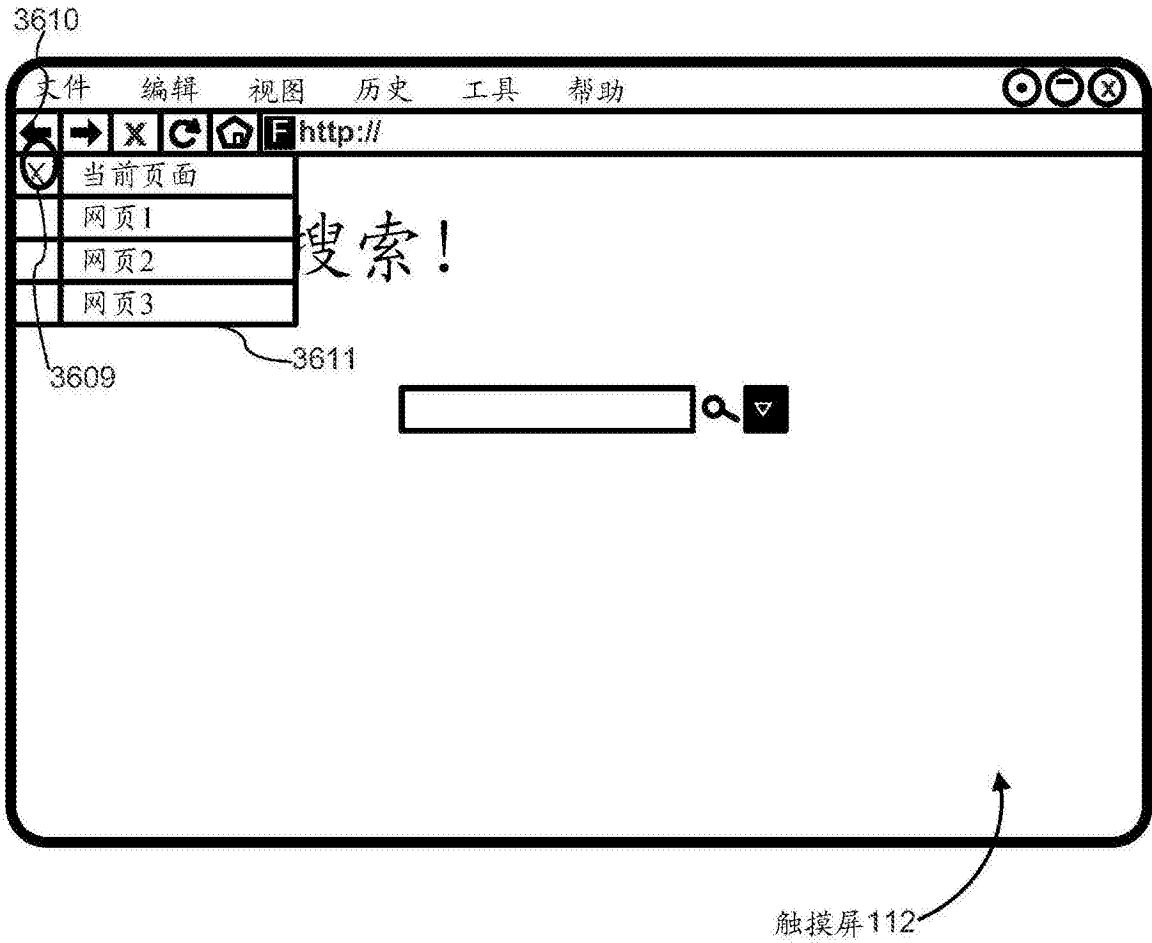 3610
文件 编辑 视图 历史 工具 帮助 X
X F http://
X 当前页面
网页1
搜索!
网页2
网页3
3611
3609
触摸屏112